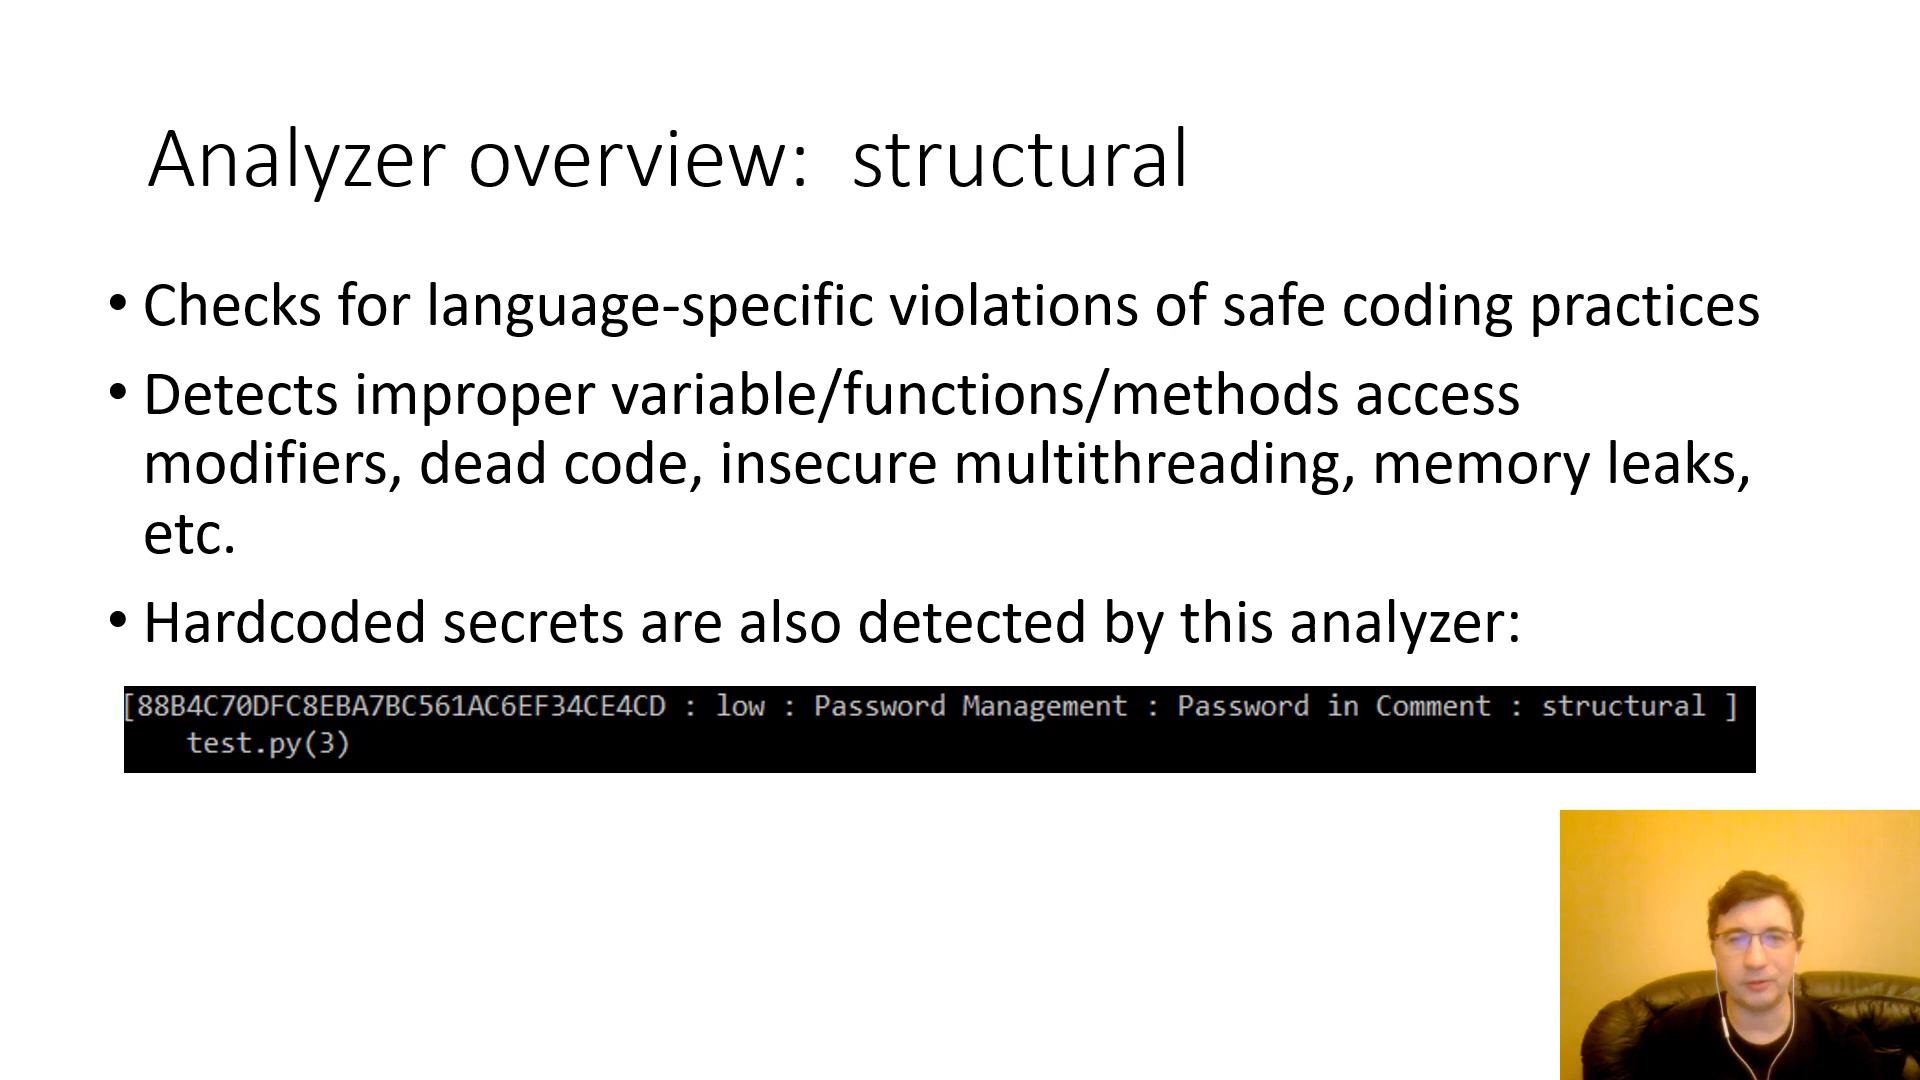 Analyzer overview:  structural
• Checks for language-specific violations of safe coding practices
• Detects improper variable/functions/methods access
modifiers, dead code, insecure multithreading, memory leaks,
etc.
• Hardcoded secrets are also detected by this analyzer:
[88B4C70DFC8EBA7BC561AC6EF34CE4CD : low : Password Management : Password in Comment : structural ]
test.py(3)